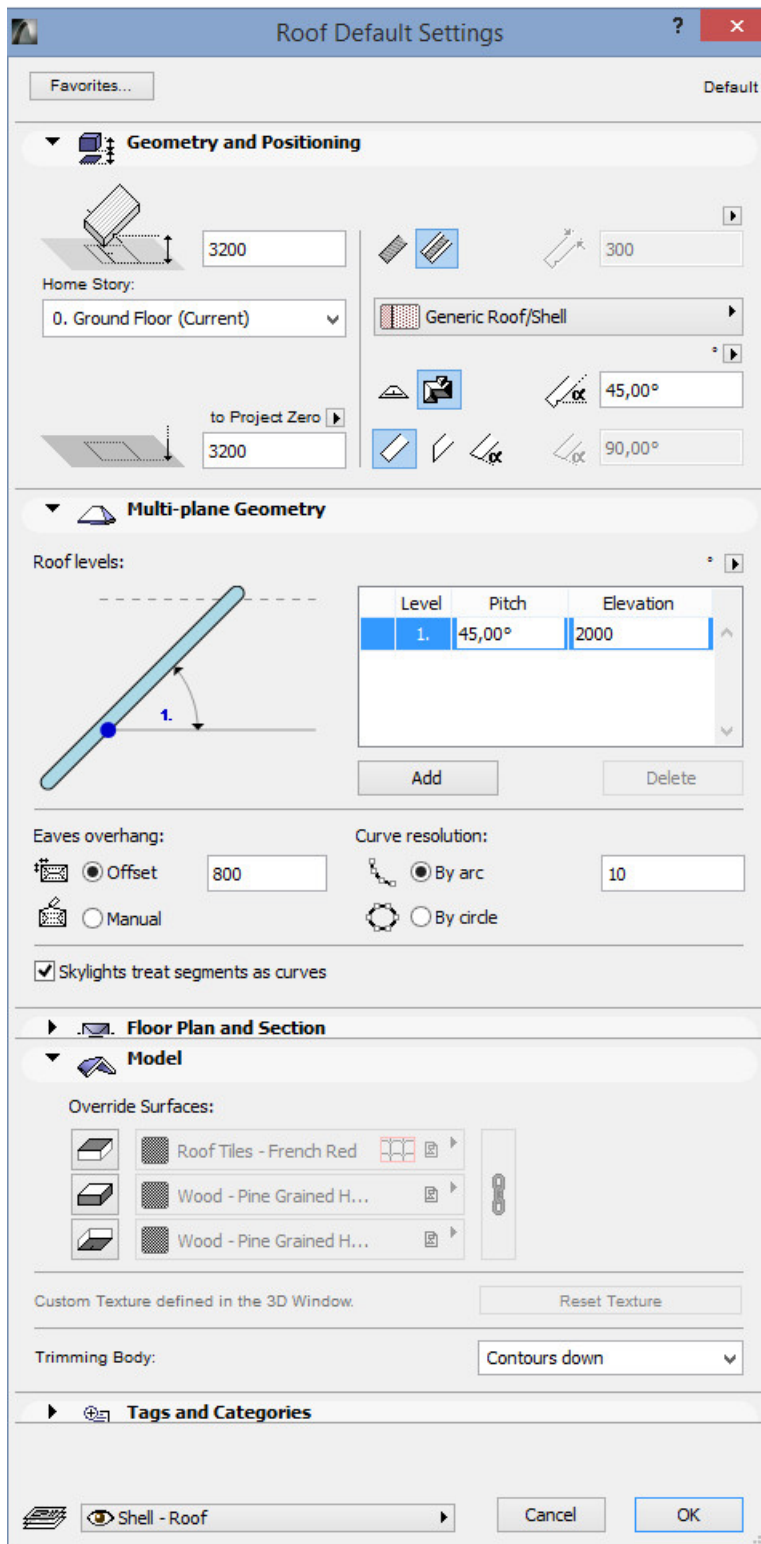 Roof Default Settings
?
Favorites...
Default
Geometry and Positioning
3200
300
Home Story:
0. Ground Floor (Current)
Generic Roof/Shell
°
α
45,00°
to Project Zero
3200
α
α
90,00°
Multi-plane Geometry
Roof levels:
°
Level Pitch Elevation
1. 45,00° 2000
1.
Add
Delete
Eaves overhang:
Curve resolution:
Offset
800
By arc
10
Manual
By circle
Skylights treat segments as curves
Floor Plan and Section
Model
Override Surfaces:
Roof Tiles - French Red
Wood - Pine Grained H...
Wood - Pine Grained H...
Custom Texture defined in the 3D Window.
Reset Texture
Trimming Body:
Contours down
Tags and Categories
Shell - Roof
Cancel
OK